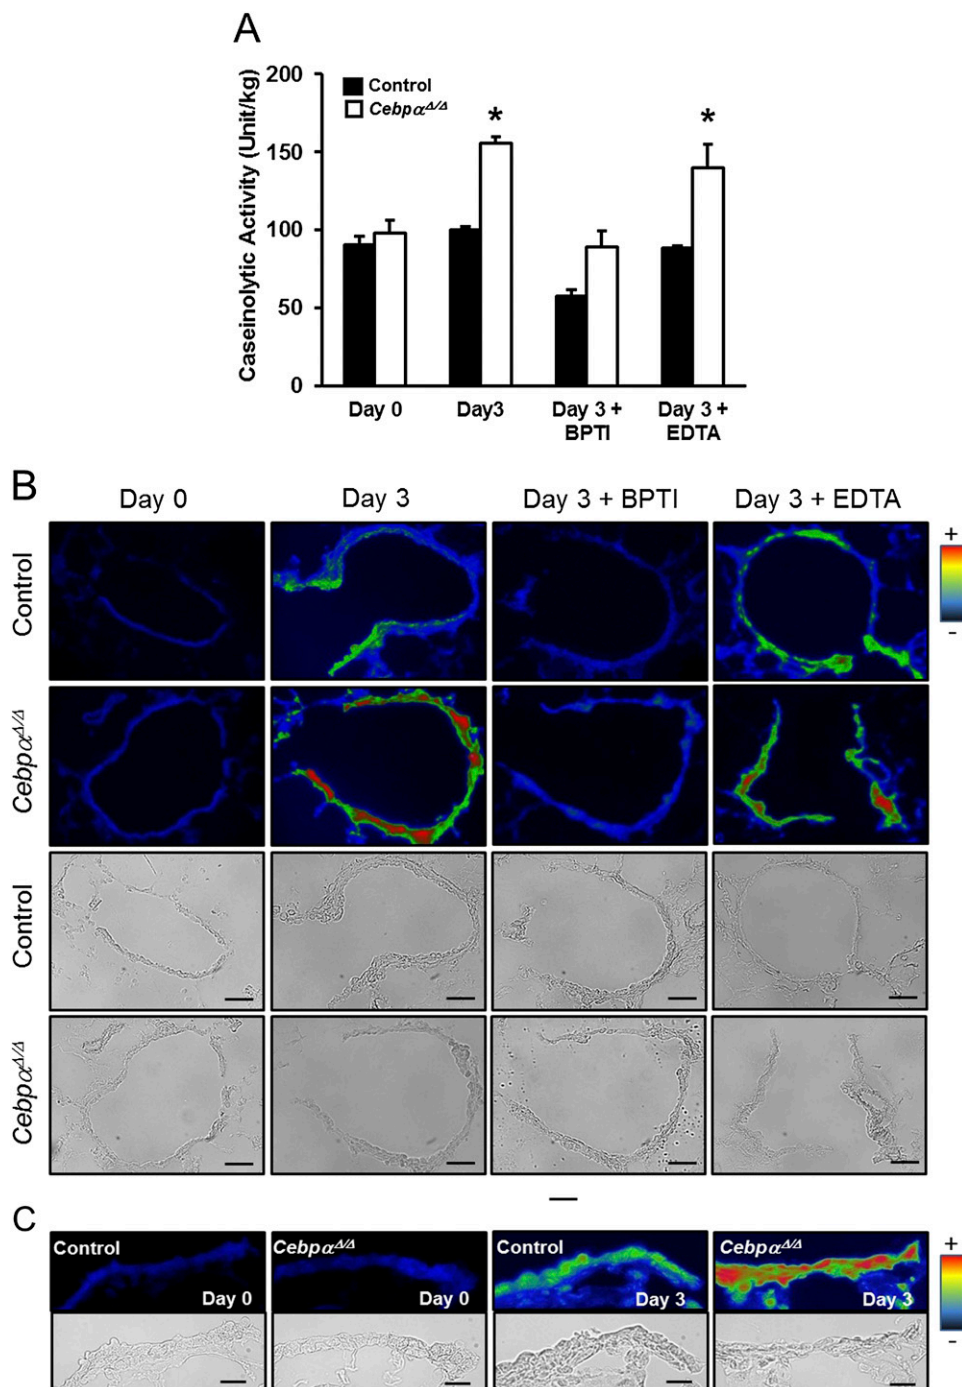 A
Caseinolytic Activity (Unit/kg)
200
150
100
50
0
Control
Cebpα^Δ/Δ
*
*
Day 0
Day3
Day 3 +
BPTI
Day 3 +
EDTA
B
Day 0
Day 3
Day 3 + BPTI
Day 3 + EDTA
Control
Cebpα^Δ/Δ
Control
Cebpα^Δ/Δ
+
-
C
Control
Day 0
Cebpα^Δ/Δ
Day 0
Control
Day 3
Cebpα^Δ/Δ
Day 3
+
-